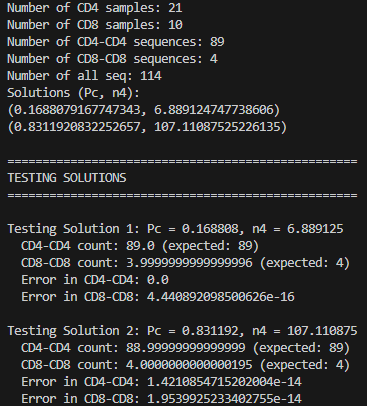 Number of CD4 samples: 21
Number of CD8 samples: 10
Number of CD4-CD4 sequences: 89
Number of CD8-CD8 sequences: 4
Number of all seq: 114
Solutions (Pc, n4):
(0.1688079167747343, 6.889124747738606)
(0.8311920832252657, 107.11087525226135)
==================================================
TESTING SOLUTIONS
==================================================
Testing Solution 1: Pc = 0.168808, n4 = 6.889125
CD4-CD4 count: 89.0 (expected: 89)
CD8-CD8 count: 3.9999999999999996 (expected: 4)
Error in CD4-CD4: 0.0
Error in CD8-CD8: 4.440892098500626e-16
Testing Solution 2: Pc = 0.831192, n4 = 107.110875
CD4-CD4 count: 88.99999999999999 (expected: 89)
CD8-CD8 count: 4.0000000000000195 (expected: 4)
Error in CD4-CD4: 1.4210854715202004e-14
Error in CD8-CD8: 1.9539925233402755e-14